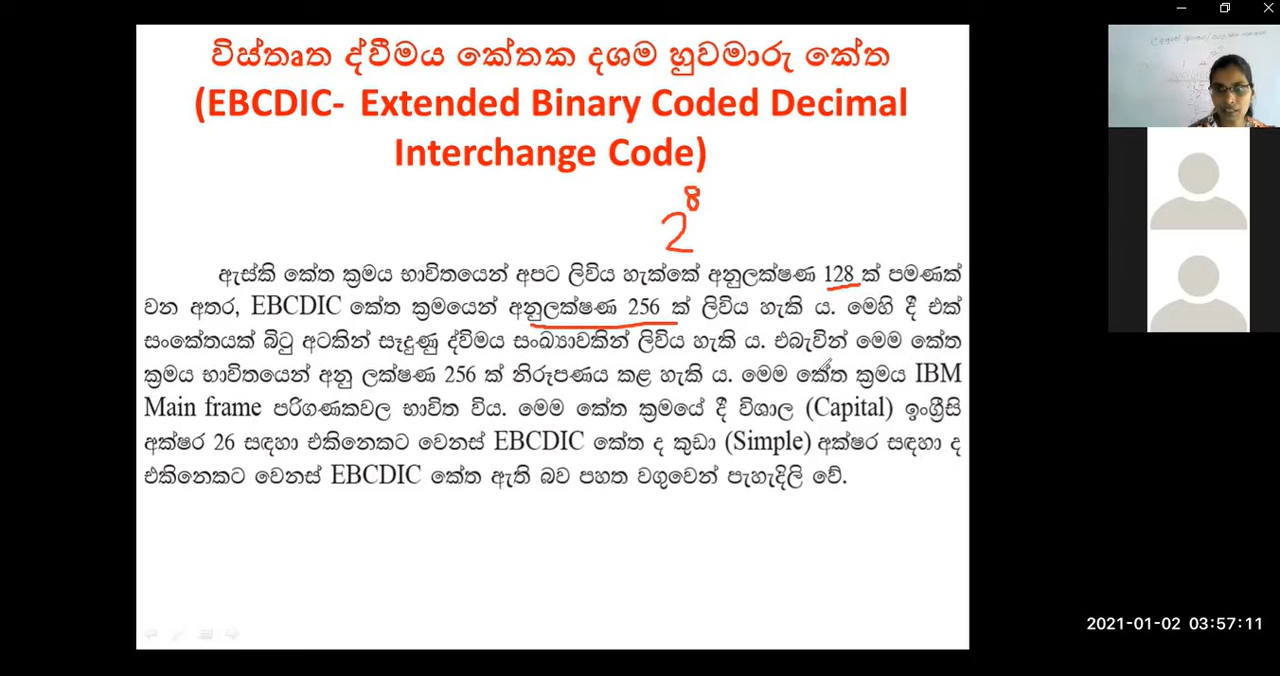 විස්තෘත ද්වීමය කේතක දශම හුවමාරු කේත
(EBCDIC- Extended Binary Coded Decimal
Interchange Code)
2⁸
ඇස්කි කේත ක්‍රමය භාවිතයෙන් අපට ලිවිය හැක්කේ අනුලක්ෂණ 128 ක් පමණක්
වන අතර, EBCDIC කේත ක්‍රමයෙන් අනුලක්ෂණ 256 ක් ලිවිය හැකි ය. මෙහි දී එක්
සංකේතයක් බිටු අටකින් සෑදුණු ද්විමය සංඛ්‍යාවකින් ලිවිය හැකි ය. එබැවින් මෙම කේත
ක්‍රමය භාවිතයෙන් අනු ලක්ෂණ 256 ක් නිරූපණය කළ හැකි ය. මෙම කේත ක්‍රමය IBM
Main frame පරිගණකවල භාවිත විය. මෙම කේත ක්‍රමයේ දී විශාල (Capital) ඉංග්‍රීසි
අක්ෂර 26 සඳහා එකිනෙකට වෙනස් EBCDIC කේත ද කුඩා (Simple) අක්ෂර සඳහා ද
එකිනෙකට වෙනස් EBCDIC කේත ඇති බව පහත වගුවෙන් පැහැදිලි වේ.
2021-01-02 03:57:11